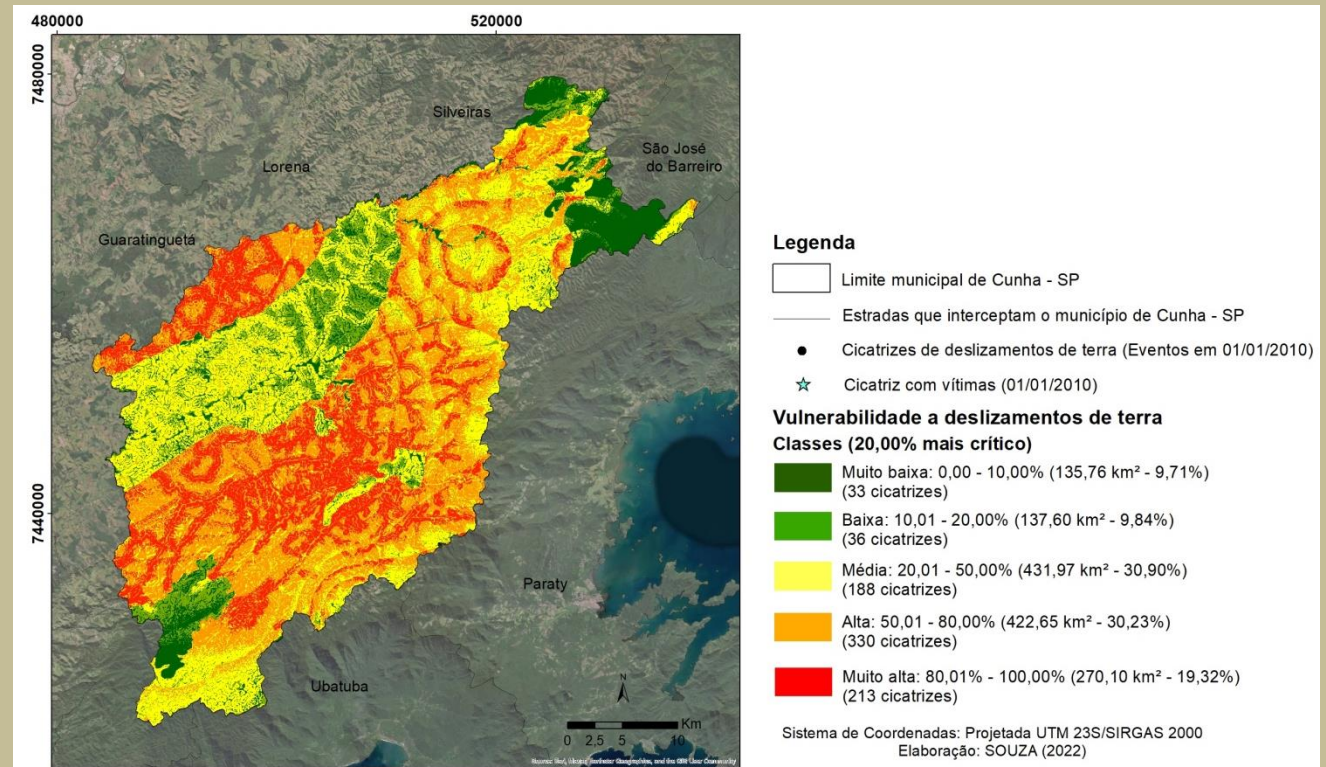 480000
520000
7480000
7440000
Silveiras
São José
do Barreiro
Lorena
Guaratinguetá
Paraty
Ubatuba
N
Km
0 2,5 5 10
Legenda
Limite municipal de Cunha - SP
Estradas que interceptam o município de Cunha - SP
Cicatrizes de deslizamentos de terra (Eventos em 01/01/2010)
Cicatriz com vítimas (01/01/2010)
Vulnerabilidade a deslizamentos de terra
Classes (20,00% mais crítico)
Muito baixa: 0,00 - 10,00% (135,76 km² - 9,71%)
(33 cicatrizes)
Baixa: 10,01 - 20,00% (137,60 km² - 9,84%)
(36 cicatrizes)
Média: 20,01 - 50,00% (431,97 km² - 30,90%)
(188 cicatrizes)
Alta: 50,01 - 80,00% (422,65 km² - 30,23%)
(330 cicatrizes)
Muito alta: 80,01% - 100,00% (270,10 km² - 19,32%)
(213 cicatrizes)
Sistema de Coordenadas: Projetada UTM 23S/SIRGAS 2000
Elaboração: SOUZA (2022)